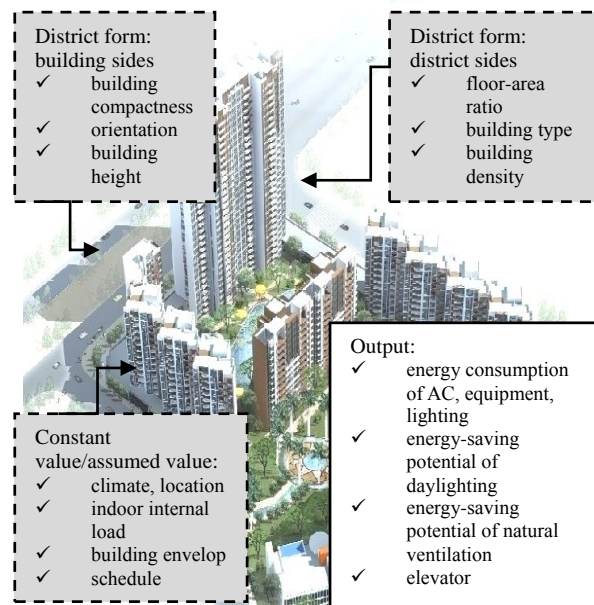 District form:
building sides
✓ building
compactness
✓ orientation
✓ building
height
District form:
district sides
✓ floor-area
ratio
✓ building type
✓ building
density
Constant
value/assumed value:
✓ climate, location
✓ indoor internal
load
✓ building envelop
✓ schedule
Output:
✓ energy consumption
of AC, equipment,
lighting
✓ energy-saving
potential of
daylighting
✓ energy-saving
potential of natural
ventilation
✓ elevator